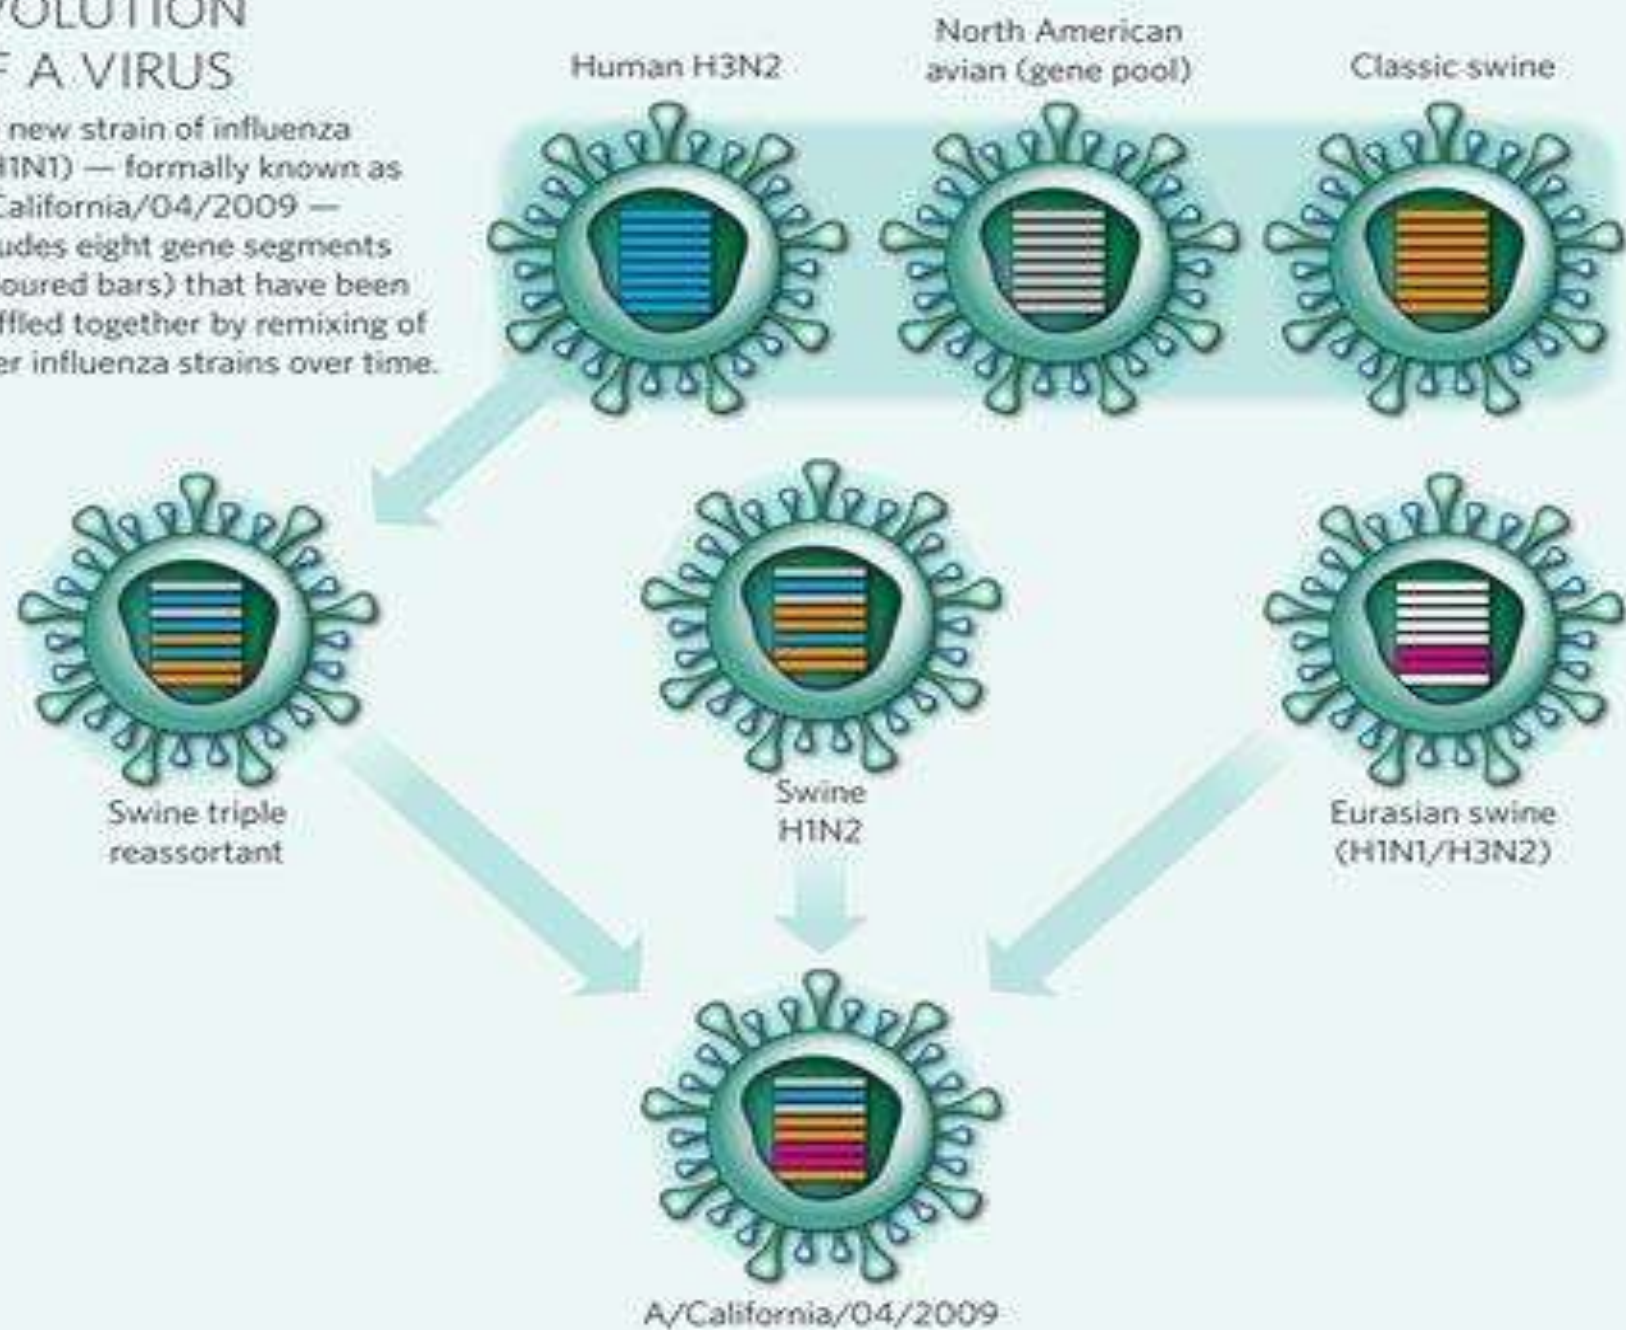 VOLUTION
F A VIRUS
new strain of influenza
H1N1) — formally known as
California/04/2009 —
udes eight gene segments
oured bars) that have been
ffled together by remixing of
er influenza strains over time.
Human H3N2
North American
avian (gene pool)
Classic swine
Swine triple
reassortant
Swine
H1N2
Eurasian swine
(H1N1/H3N2)
A/California/04/2009